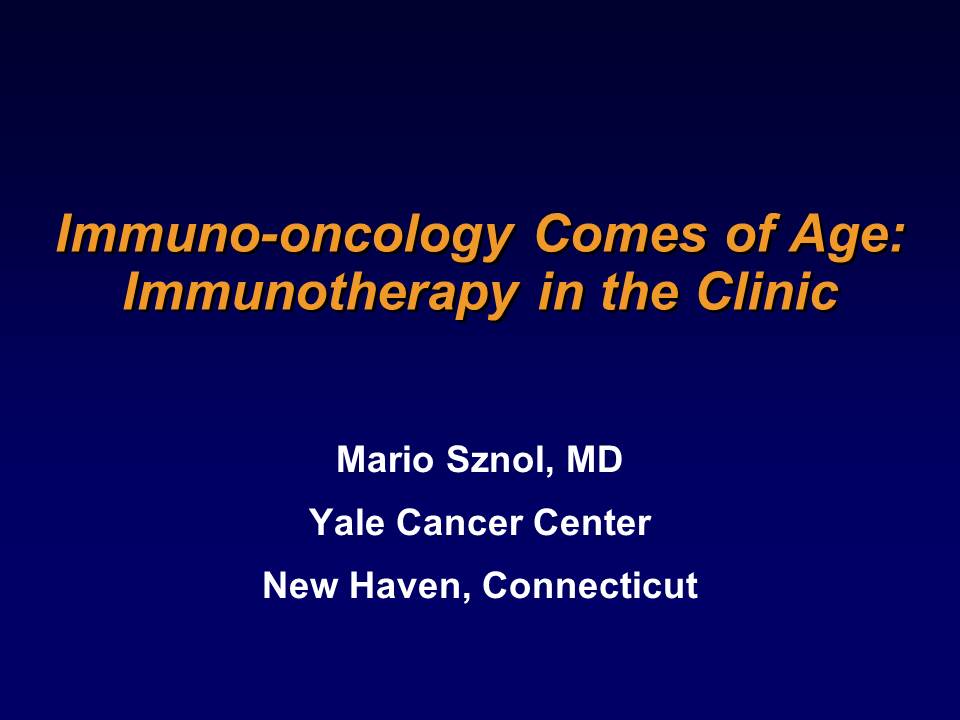 Immuno-oncology Comes of Age:
Immunotherapy in the Clinic
Mario Sznol, MD
Yale Cancer Center
New Haven, Connecticut